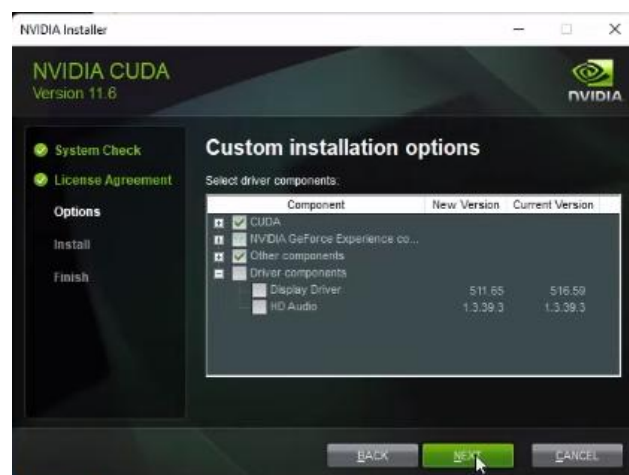 NVIDIA Installer
NVIDIA CUDA
Version 11.6
NVIDIA
System Check
License Agreement
Options
Install
Finish
Custom installation options
Select driver components:
Component New Version Current Version
CUDA
NVIDIA GeForce Experience co...
Other components
Driver components
Display Driver 511.65 516.59
HD Audio 1.3.39.3 1.3.39.3
BACK NEXT CANCEL